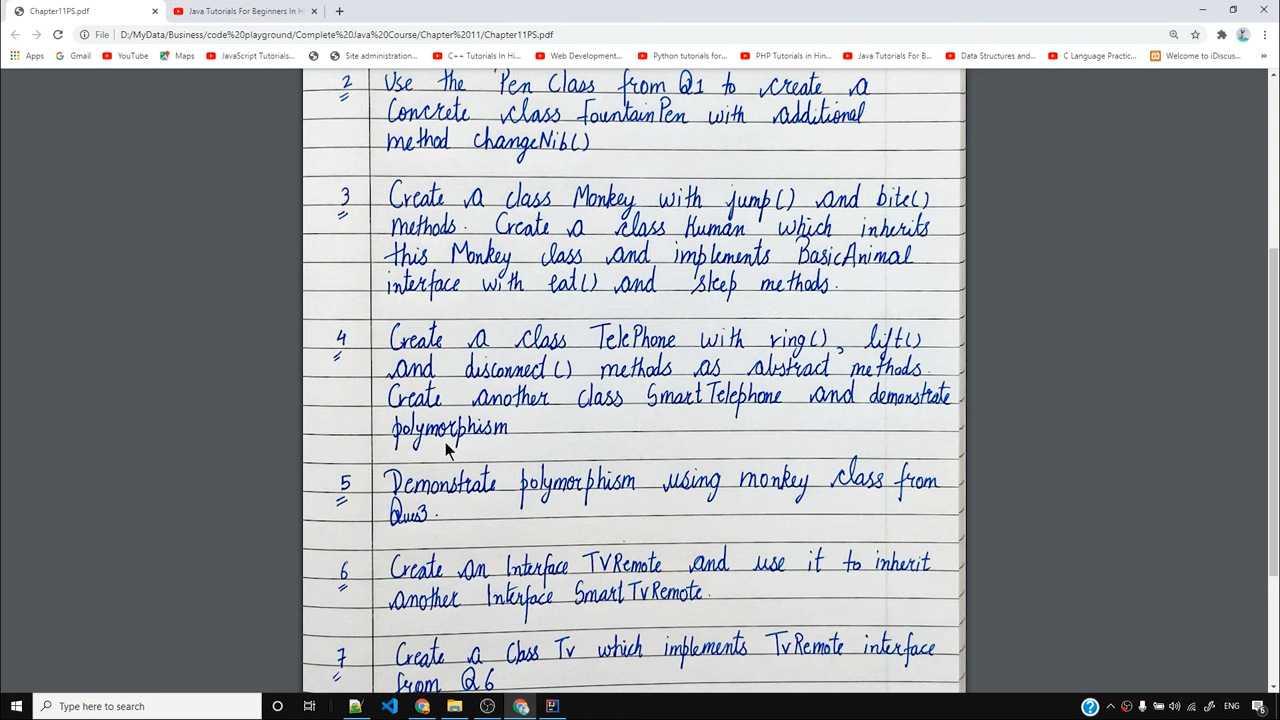 Chapter11PS.pdf
Java Tutorials For Beginners In H
File
D:/MyData/Business/code%20playground/Complete%20Java%20Course/Chapter%2011/Chapter11PS.pdf
Apps
Gmail
YouTube
Maps
JavaScript Tutorials...
Site administration...
C++ Tutorials In Hi...
Web Development...
Python tutorials for...
PHP Tutorials in Hin...
Java Tutorials For B...
Data Structures and...
C Language Practic...
Welcome to iDiscus...
2 Use the Pen Class from Q1 to create a
Concrete class FountainPen with additional
method changeNib()
3 Create a class Monkey with jump() and bite()
methods. Create a class Human which inherits
this Monkey class and implements BasicAnimal
interface with eat() and sleep methods.
4 Create a class TelePhone with ring(), lift()
and disconnect() methods as abstract methods.
Create another class SmartTelephone and demonstrate
polymorphism
5 Demonstrate polymorphism using monkey class from
Ques3.
6 Create an Interface TVRemote and use it to inherit
another Interface SmartTvRemote.
7 Create a Class Tv which implements TvRemote interface
from Q6
Type here to search
ENG